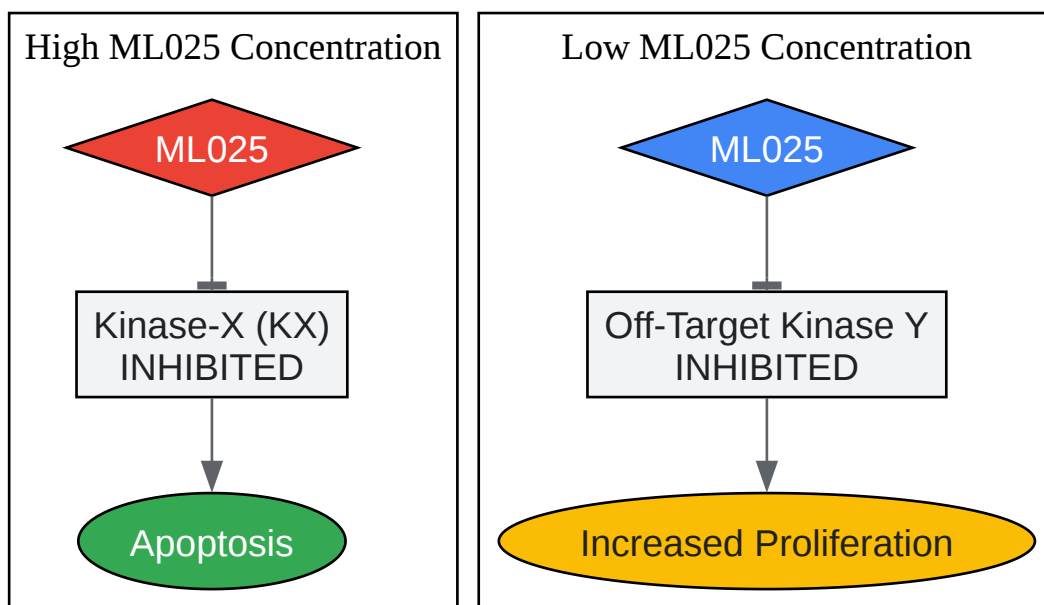 High ML025 Concentration
ML025
Kinase-X (KX)
INHIBITED
Apoptosis
Low ML025 Concentration
ML025
Off-Target Kinase Y
INHIBITED
Increased Proliferation